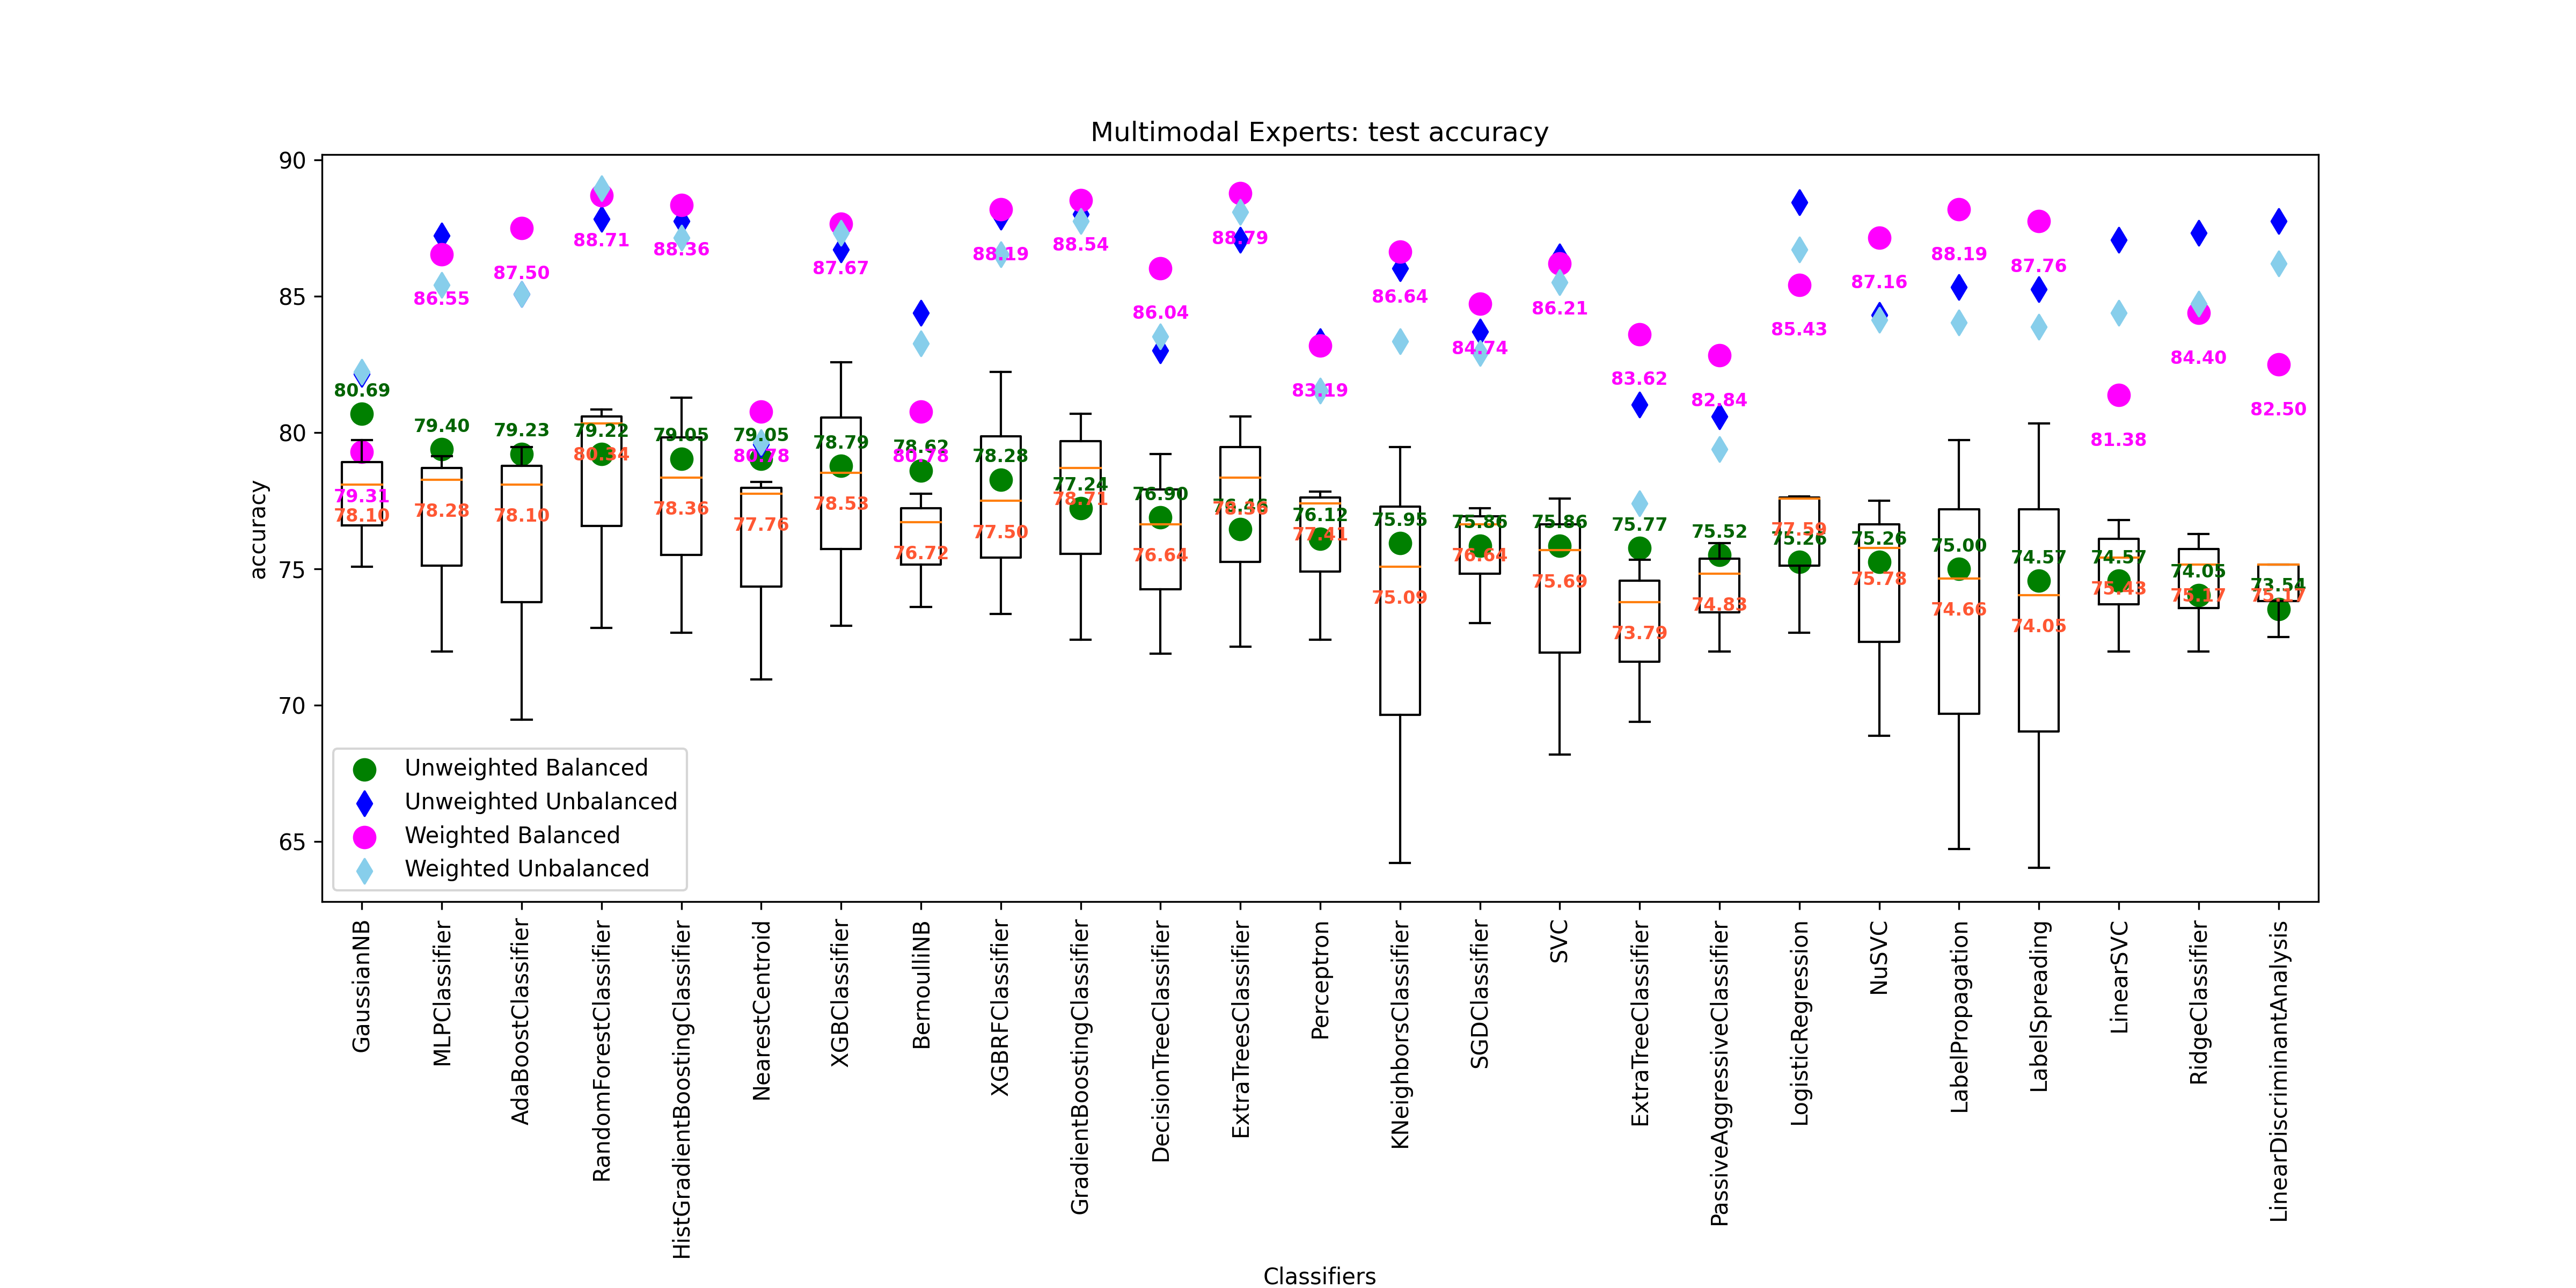 Multimodal Experts: test accuracy
accuracy
90
85
80
75
70
65
80.69
79.40
79.23
79.22
79.05
79.05
78.79
78.62
78.28
77.24
76.90
76.46
76.12
75.95
75.86
75.86
75.77
75.52
75.26
75.26
75.00
74.57
74.57
74.05
73.54
79.31
86.55
87.50
88.71
88.36
80.78
87.67
80.78
88.19
88.54
86.04
88.79
83.19
86.64
84.74
86.21
83.62
82.84
85.43
87.16
88.19
87.76
81.38
84.40
82.50
78.10
78.28
78.10
80.34
78.36
77.76
78.53
76.72
77.50
78.71
76.64
78.36
77.41
75.09
76.64
75.69
73.79
74.83
77.59
75.78
74.66
74.05
75.43
75.17
75.17
Unweighted Balanced
Unweighted Unbalanced
Weighted Balanced
Weighted Unbalanced
GaussianNB
MLPClassifier
AdaBoostClassifier
RandomForestClassifier
HistGradientBoostingClassifier
NearestCentroid
XGBClassifier
BernoulliNB
XGBRFClassifier
GradientBoostingClassifier
DecisionTreeClassifier
ExtraTreesClassifier
Perceptron
KNeighborsClassifier
SGDClassifier
SVC
ExtraTreeClassifier
PassiveAggressiveClassifier
LogisticRegression
NuSVC
LabelPropagation
LabelSpreading
LinearSVC
RidgeClassifier
LinearDiscriminantAnalysis
Classifiers